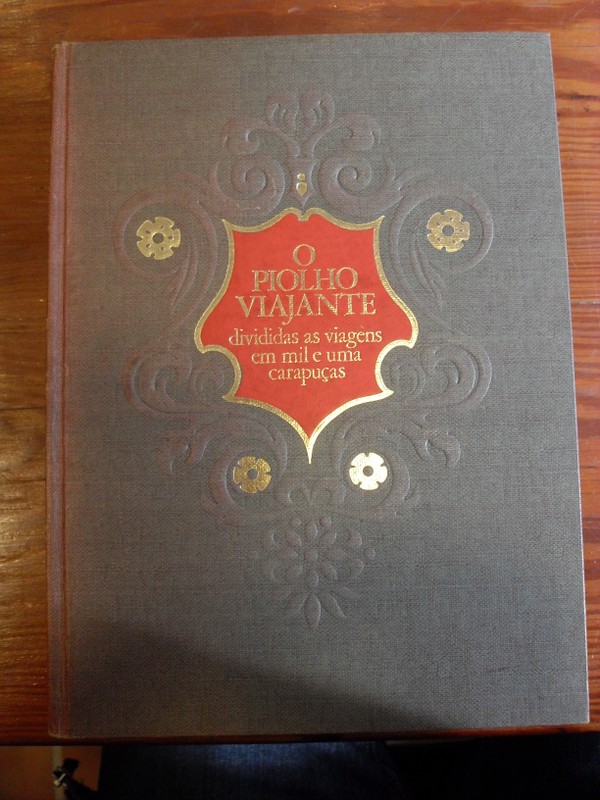 O
PIOLHO
VIAJANTE
divididas as viagens
em mil e uma
carapuças